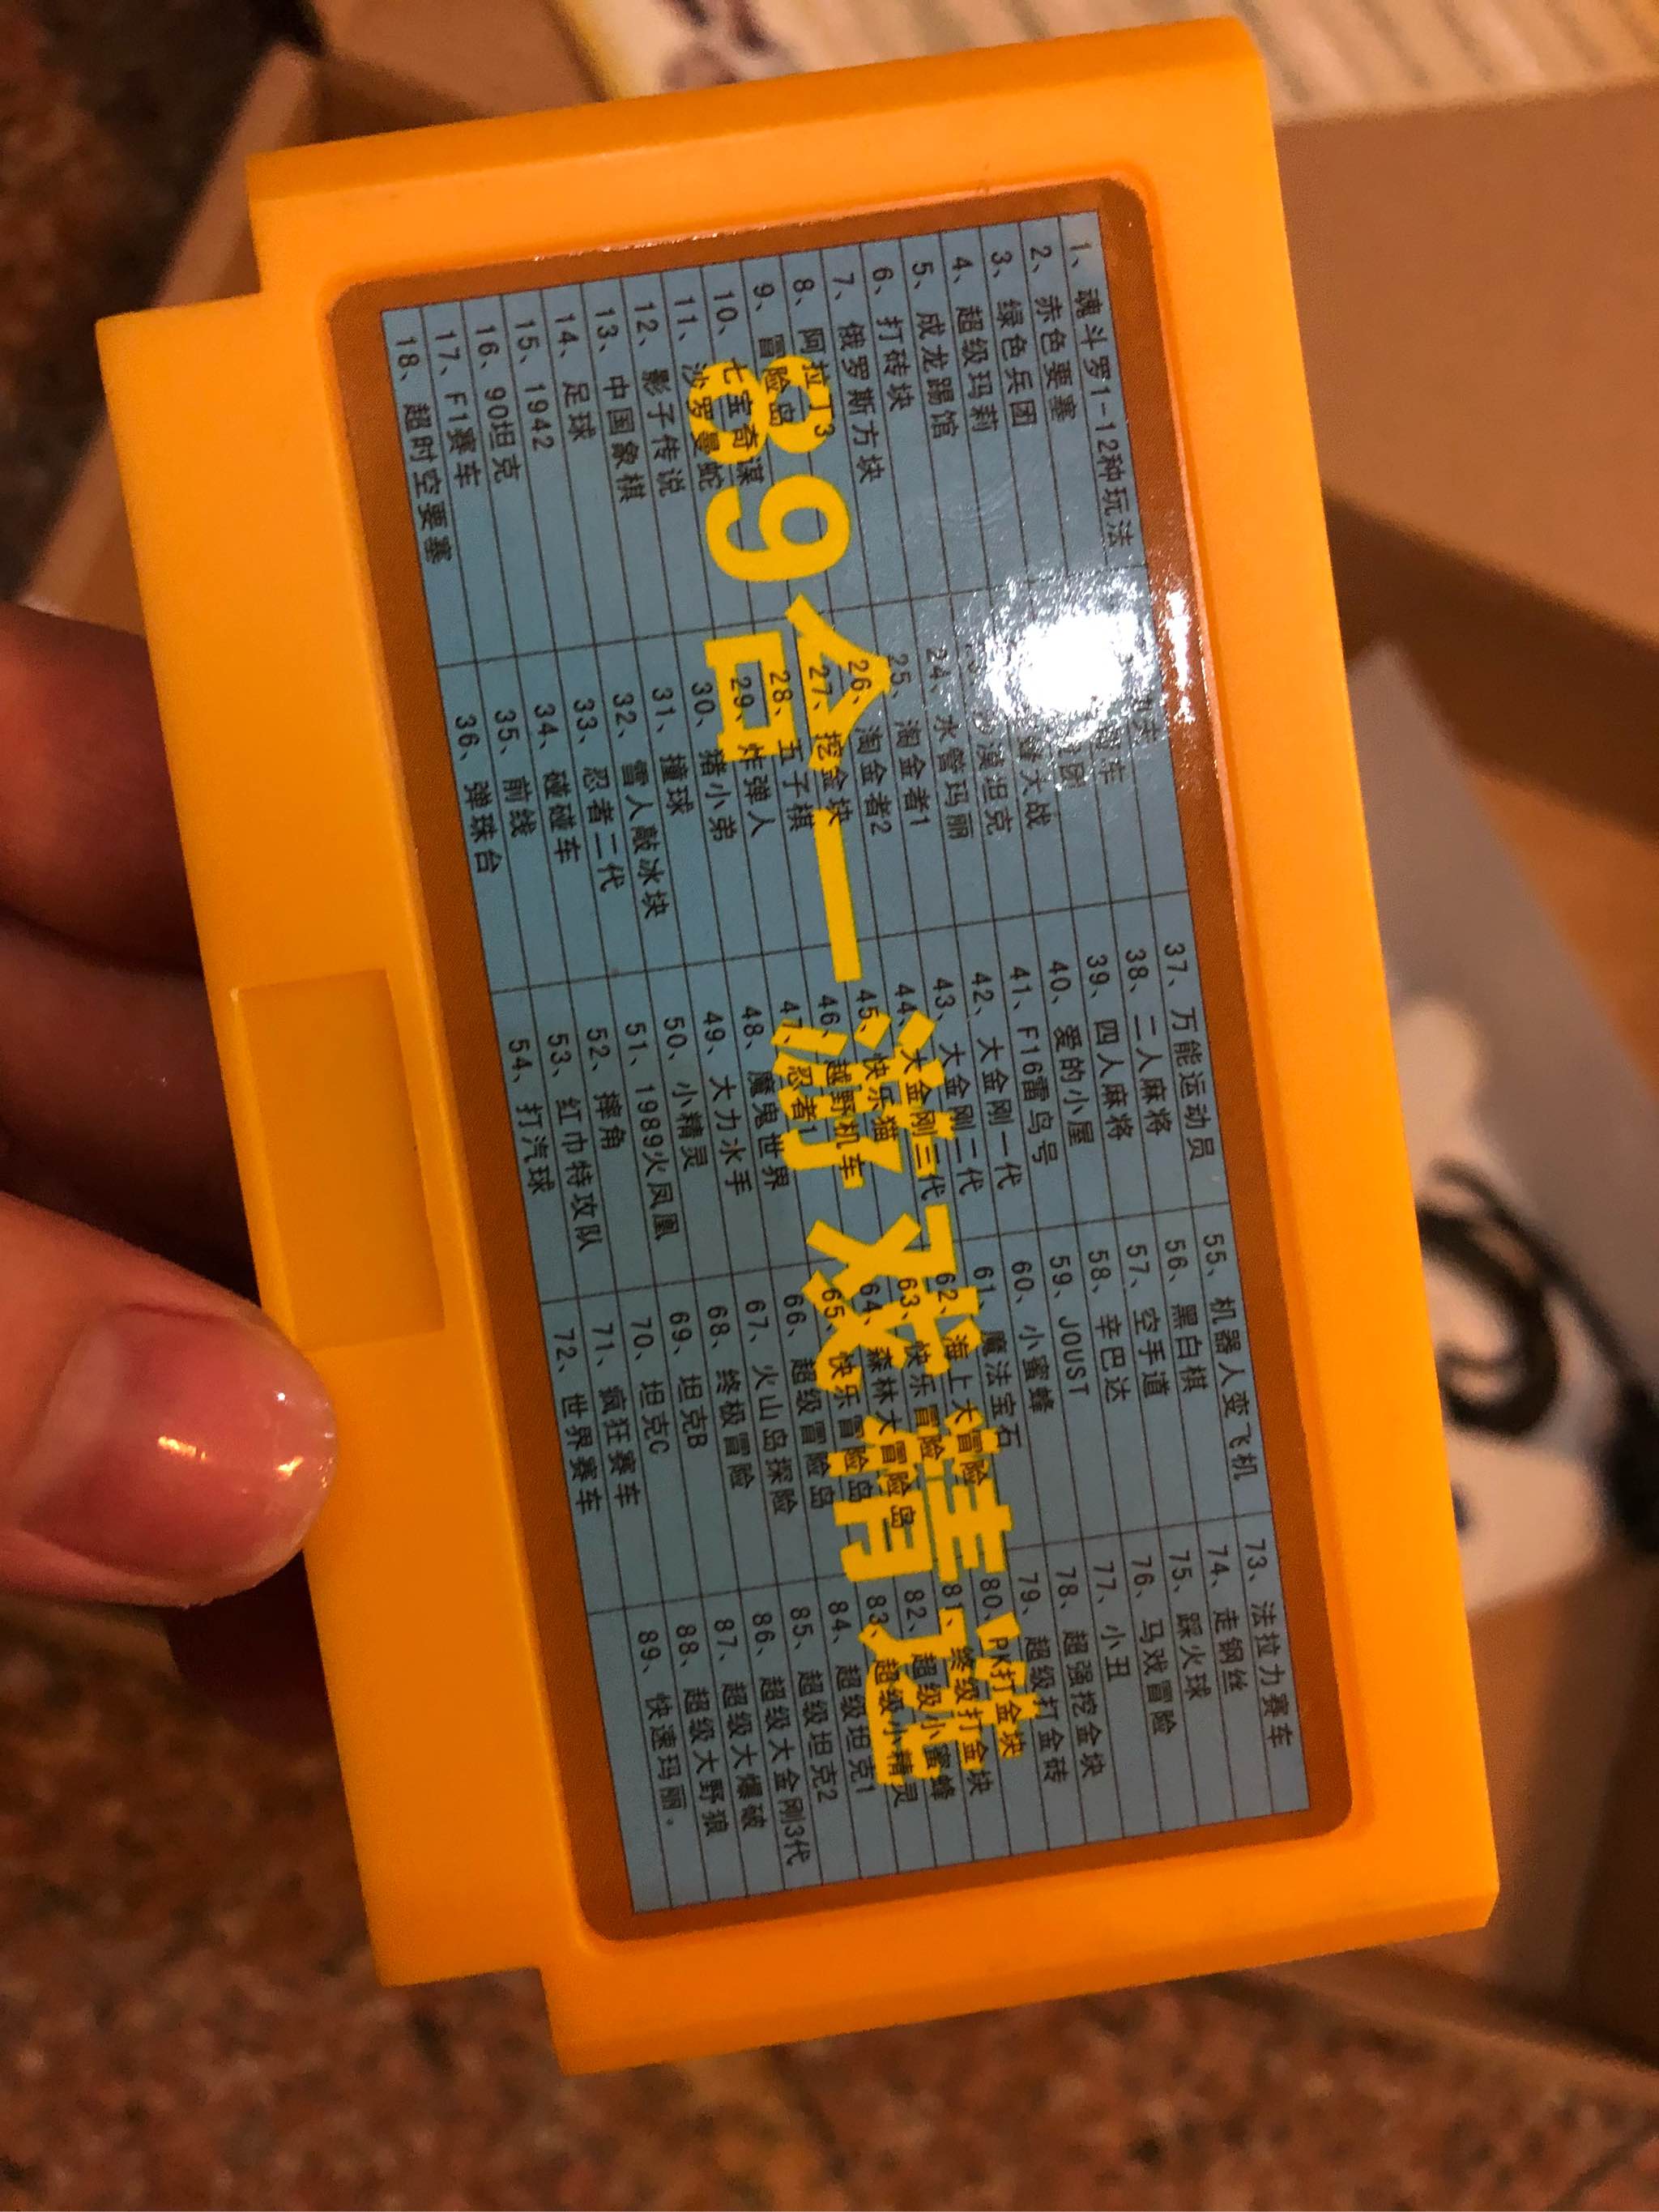 89合一游戏精选
1、魂斗罗1-12种玩法
2、赤色要塞
3、绿色兵团
4、超级玛莉
5、成龙踢馆
6、打砖块
7、俄罗斯方块
8、阿拉丁3
9、冒险岛
10、七宝奇谋
11、沙罗曼蛇
12、影子传说
13、中国象棋
14、足球
15、1942
16、90坦克
17、F1赛车
18、超时空要塞
车
大战
漠坦克
24、水管玛丽
25、淘金者1
26、淘金者2
27、挖金块
28、五子棋
29、炸弹人
30、猪小弟
31、撞球
32、雪人敲冰块
33、忍者二代
34、碰碰车
35、前线
36、弹珠台
37、万能运动员
38、二人麻将
39、四人麻将
40、爱的小屋
41、F16雷鸟号
42、大金刚一代
43、大金刚二代
44、大金刚三代
45、快乐猫
46、越野机车
47、忍者1
48、魔鬼世界
49、大力水手
50、小精灵
51、1989火凤凰
52、摔角
53、红巾特攻队
54、打汽球
55、机器人变飞机
56、黑白棋
57、空手道
58、辛巴达
59、JOUST
60、小蜜蜂
61、魔法宝石
62、海上大冒险
63、快乐冒险
64、森林大冒险岛
65、快乐冒险岛
66、超级冒险岛
67、火山岛探险
68、终极冒险
69、坦克B
70、坦克C
71、疯狂赛车
72、世界赛车
73、法拉力赛车
74、走钢丝
75、踩火球
76、马戏冒险
77、小丑
78、超强挖金块
79、超级打金砖
80、PK打金块
81、终级打金块
82、超级小蜜蜂
83、超级小精灵
84、超级坦克1
85、超级坦克2
86、超级大金刚3代
87、超级大爆破
88、超级大野狼
89、快速玛丽。